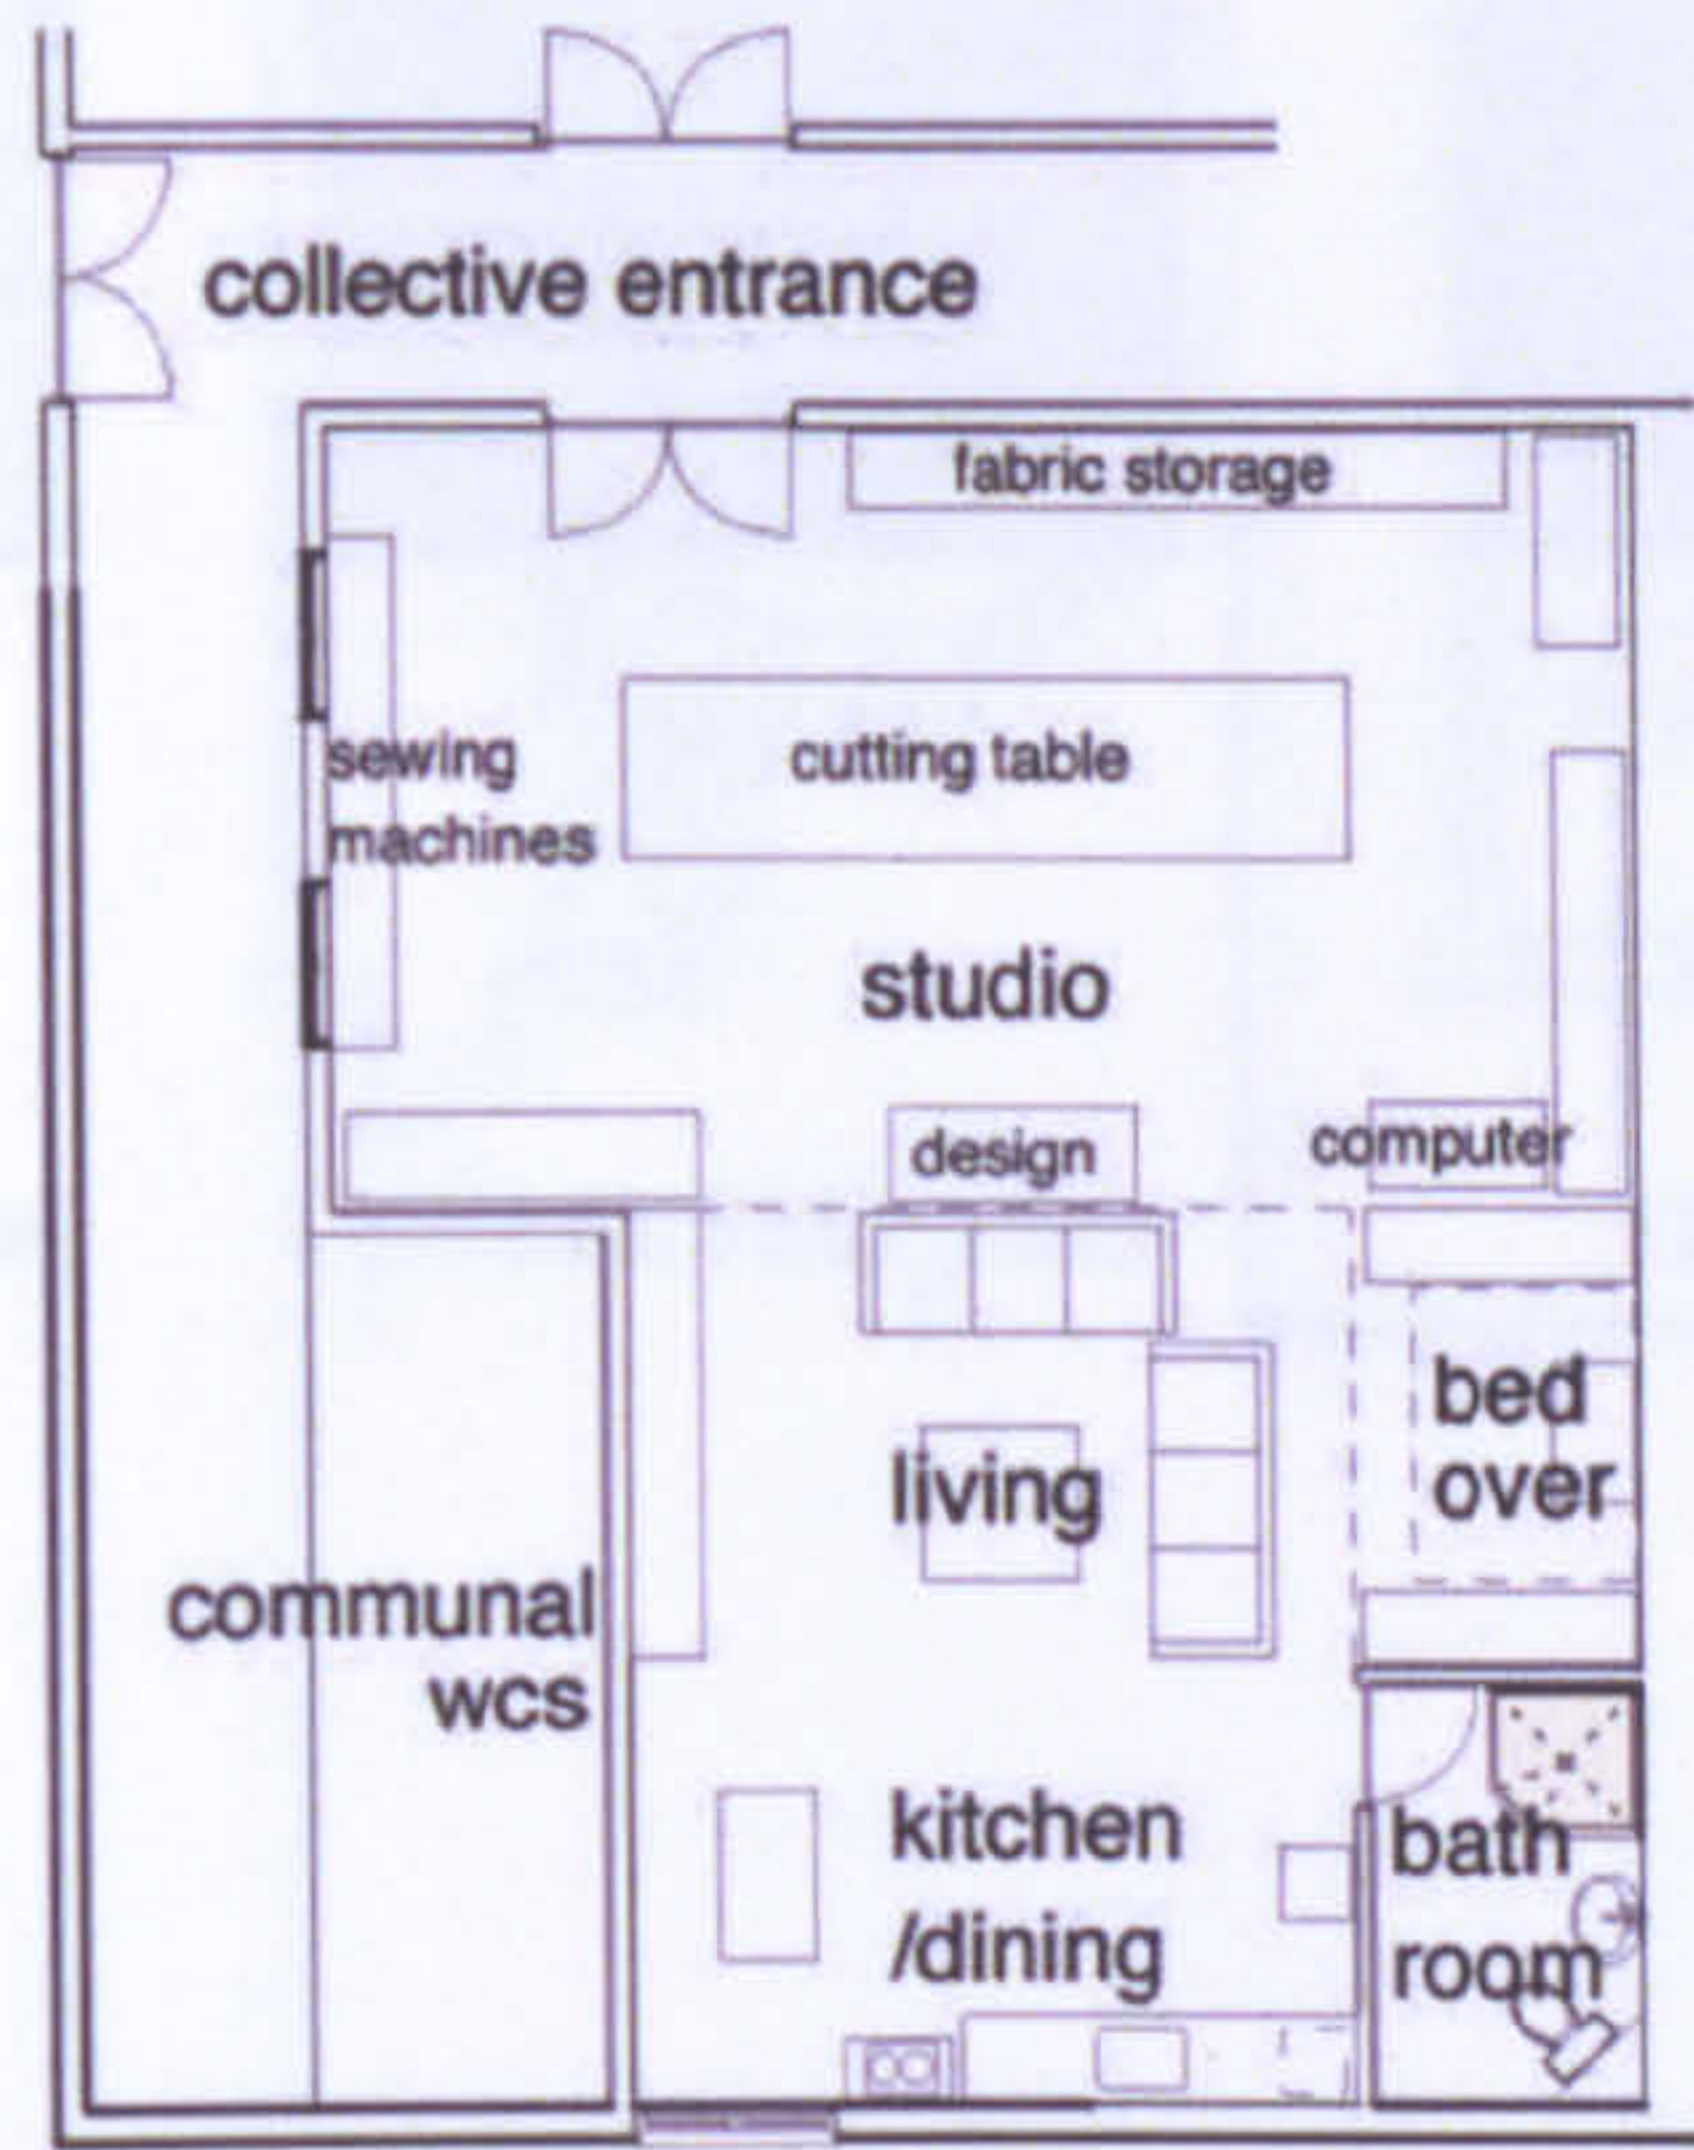 collective entrance
fabric storage
sewing
machines
cutting table
studio
design
computer
bed
over
living
communal
wcs
kitchen
/dining
bath
room